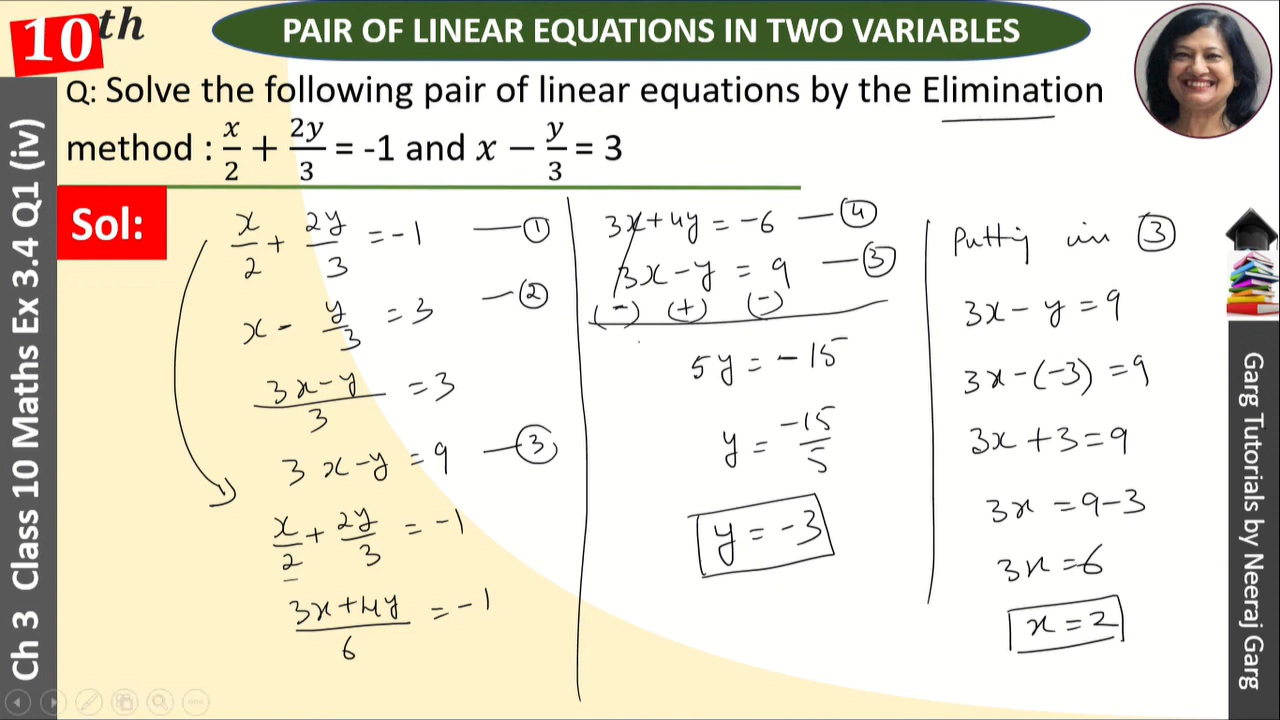 10th
PAIR OF LINEAR EQUATIONS IN TWO VARIABLES
Q: Solve the following pair of linear equations by the Elimination
method : x/2 + 2y/3 = -1 and x − y/3 = 3
Ch 3 Class 10 Maths Ex 3.4 Q1 (iv)
Sol:
x/2 + 2y/3 = -1 — ①
x - y/3 = 3 — ②
(3x-y)/3 = 3
3x-y = 9 — ③
x/2 + 2y/3 = -1
(3x+4y)/6 = -1
3x+4y = -6 — ④
3x-y = 9 — ③
(-) (+) (-)
5y = -15
y = -15/5
y = -3
Putting in ③
3x - y = 9
3x-(-3) = 9
3x+3 = 9
3x = 9-3
3x = 6
x = 2
Garg Tutorials by Neeraj Garg